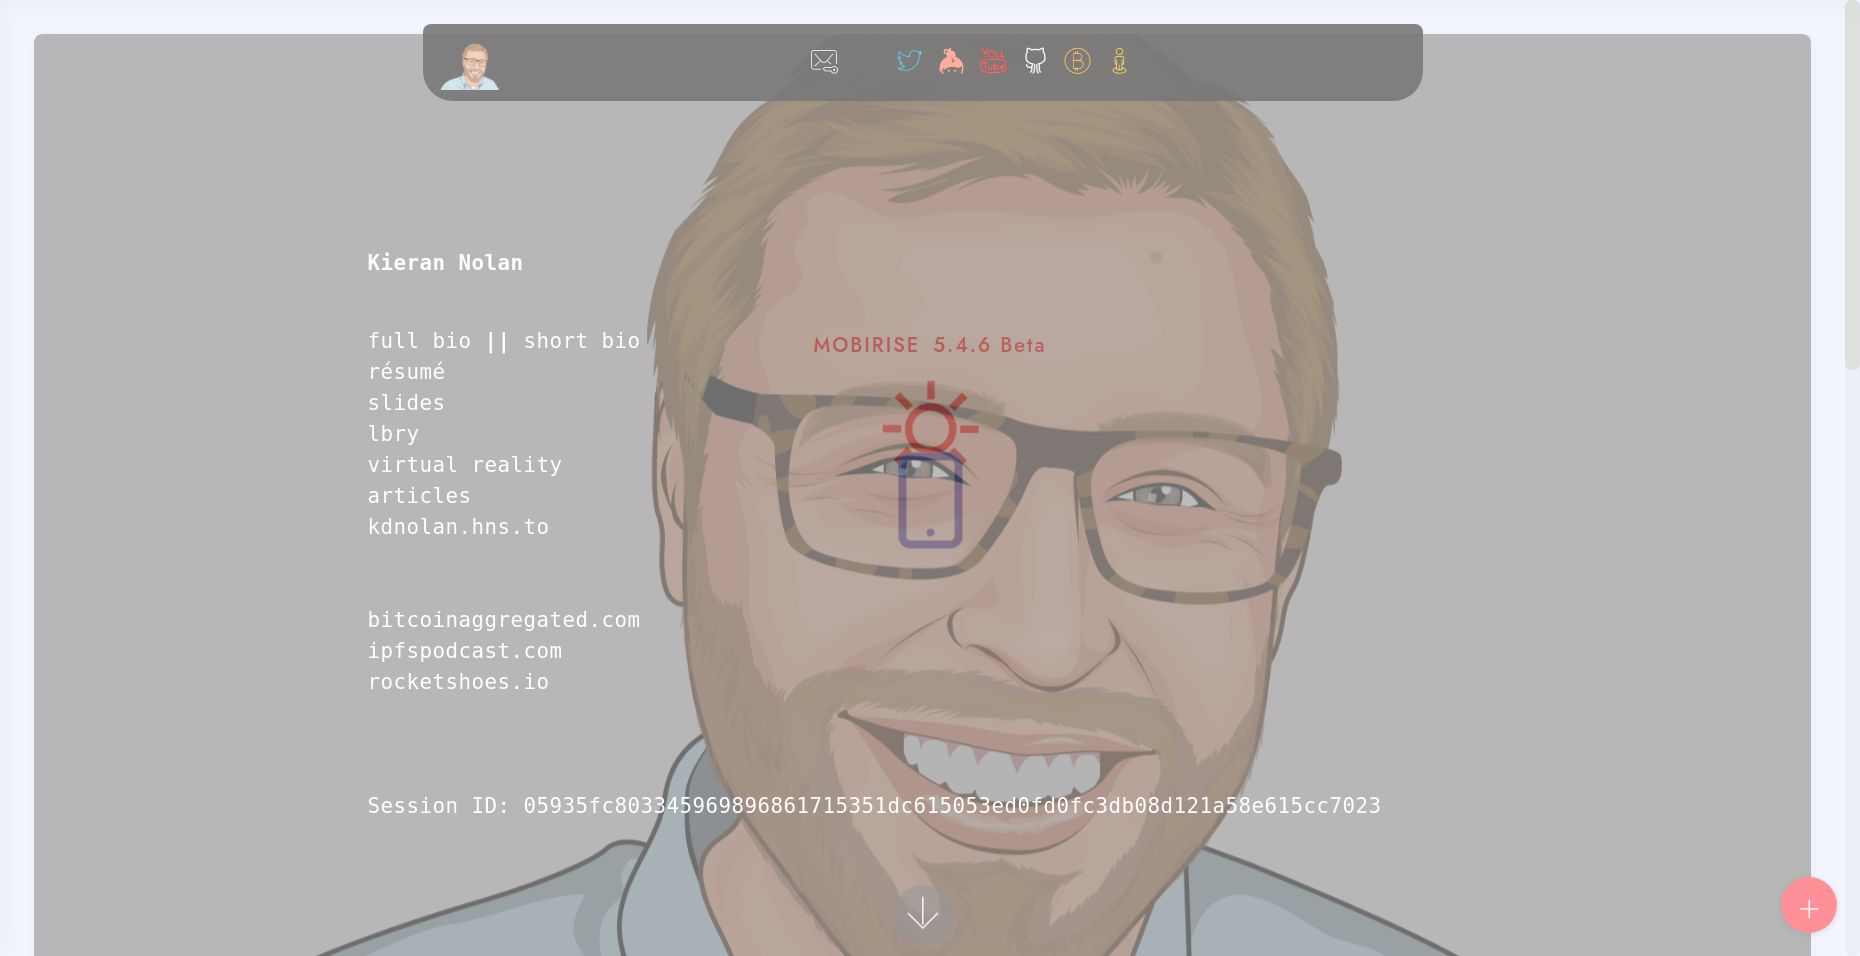 You
Tube
Kieran Nolan
full bio || short bio
résumé
slides
lbry
virtual reality
articles
kdnolan.hns.to
MOBIRISE 5.4.6 Beta
bitcoinaggregated.com
ipfspodcast.com
rocketshoes.io
Session ID: 05935fc803345969896861715351dc615053ed0fd0fc3db08d121a58e615cc7023